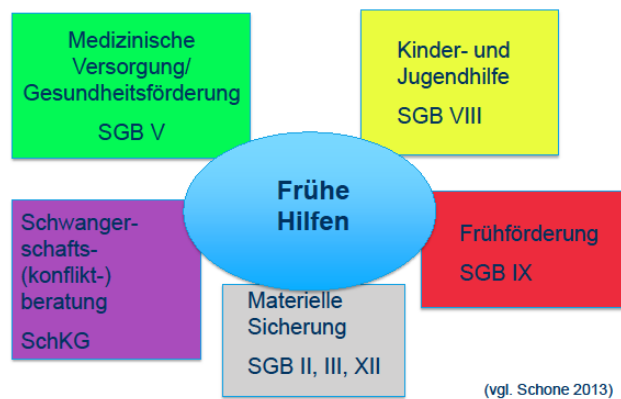 Medizinische
Versorgung/
Gesundheitsförderung
SGB V
Kinder- und
Jugendhilfe
SGB VIII
Frühe
Hilfen
Schwanger-
schafts-
(konflikt-)
beratung
SchKG
Frühförderung
SGB IX
Materielle
Sicherung
SGB II, III, XII
(vgl. Schone 2013)